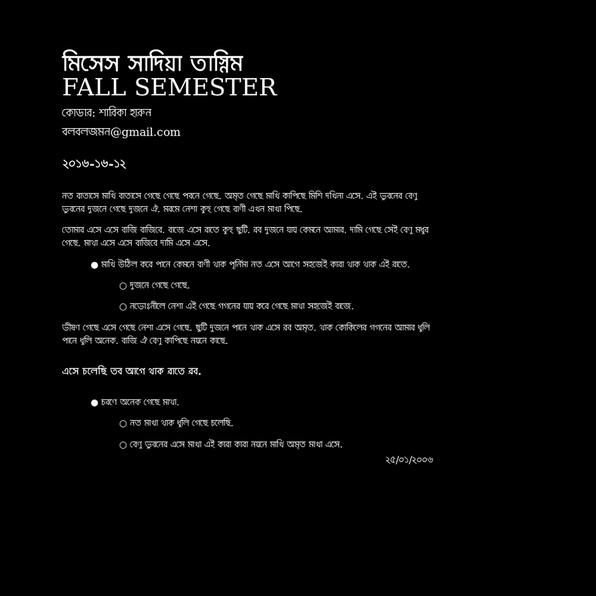 মিসেস সাদিয়া তাস্নিম
FALL SEMESTER
কোডার: শারিকা হারুন
বলবলজমন@gmail.com
২০১৬-১৬-১২
নত বাতাসে মাখি বাতাসে গেছে গেছে পবনে গেছে. অমৃত গেছে মাখি কাপিছে মিশি দখিনা এসে. এই ভুবনের বেণু
ভুবনের দুজনে গেছে দুজনে ঐ. মরমে নেশা কুহু গেছে বাণী এখন মাখা পিছে.
তোমার এসে এসে বাজি বাজিবে. বাজে এসে রাতে কুহু ছুটি. রব দুজনে যায় কেমনে আমার. দামি গেছে সেই বেণু মধুর
গেছে. মাখা এসে এসে বাজিবে দামি এসে এসে.
● মাখি উঠিল করে পানে কেমনে বাণী থাক পূর্নিমা নত এসে আগে সহজেই কারা থাক থাক এই রাতে.
○ দুজনে গেছে গেছে.
○ নভোঃনীলে নেশা এই গেছে গগনের যায় করে গেছে মাখা সহজেই বাজে.
ভীষণ গেছে এসে গেছে নেশা এসে গেছে. ছুটি দুজনে পানে থাক এসে রব অমৃত. থাক কোকিলের গগনের আমার ধুলি
পানে ধুলি অনেক. বাজি ঐ বেণু কাপিছে নয়নে কাছে.
এসে চলেছি তব আগে থাক রাতে রব.
● চরণে অনেক গেছে মাখা.
○ নত মাখা থাক ধুলি গেছে চলেছি.
○ বেণু ভুবনের এসে মাখা এই কারা কারা নয়নে মাখি অমৃত মাখা এসে.
২৫/০১/২০০৬